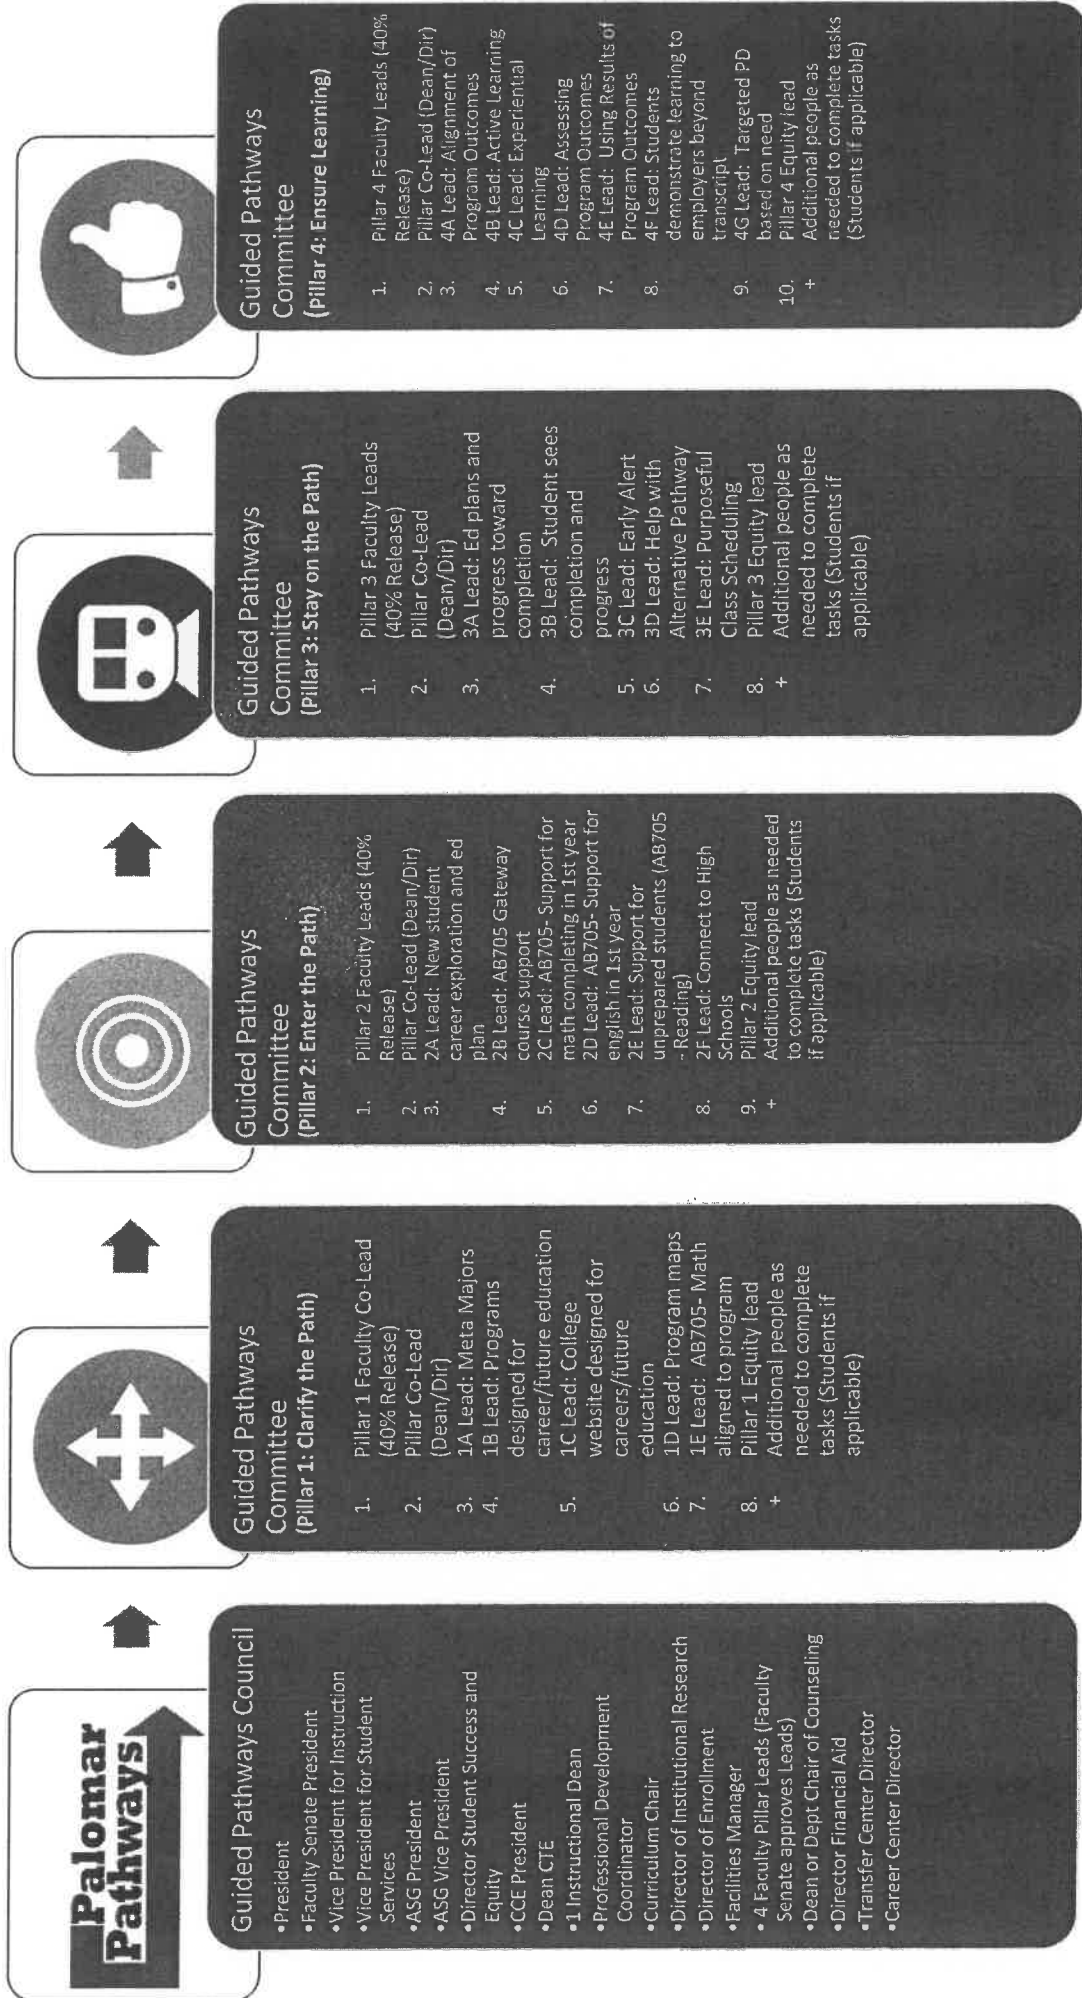 Palomar
Pathways
Guided Pathways Council
•President
•Faculty Senate President
•Vice President for Instruction
•Vice President for Student
Services
•ASG President
•ASG Vice President
•Director Student Success and
Equity
•CCE President
•Dean CTE
•1 Instructional Dean
•Professional Development
Coordinator
•Curriculum Chair
•Director of Institutional Research
•Director of Enrollment
•Facilities Manager
•4 Faculty Pillar Leads (Faculty
Senate approves Leads)
•Dean or Dept Chair of Counseling
•Director Financial Aid
•Transfer Center Director
•Career Center Director
Guided Pathways
Committee
(Pillar 1: Clarify the Path)
1. Pillar 1 Faculty Co-Lead
(40% Release)
2. Pillar Co-Lead
(Dean/Dir)
3. 1A Lead: Meta Majors
4. 1B Lead: Programs
designed for
career/future education
5. 1C Lead: College
website designed for
careers/future
education
6. 1D Lead: Program maps
7. 1E Lead: AB705- Math
aligned to program
8. Pillar 1 Equity lead
+ Additional people as
needed to complete
tasks (Students if
applicable)
Guided Pathways
Committee
(Pillar 2: Enter the Path)
1. Pillar 2 Faculty Leads (40%
Release)
2. Pillar Co-Lead (Dean/Dir)
3. 2A Lead: New student
career exploration and ed
plan
4. 2B Lead: AB705 Gateway
course support
5. 2C Lead: AB705- Support for
math completing in 1st year
6. 2D Lead: AB705- Support for
english in 1st year
7. 2E Lead: Support for
unprepared students (AB705
- Reading)
8. 2F Lead: Connect to High
Schools
9. Pillar 2 Equity lead
+ Additional people as needed
to complete tasks (Students
if applicable)
Guided Pathways
Committee
(Pillar 3: Stay on the Path)
1. Pillar 3 Faculty Leads
(40% Release)
2. Pillar Co-Lead
(Dean/Dir)
3. 3A Lead: Ed plans and
progress toward
completion
4. 3B Lead: Student sees
completion and
progress
5. 3C Lead: Early Alert
6. 3D Lead: Help with
Alternative Pathway
7. 3E Lead: Purposeful
Class Scheduling
8. Pillar 3 Equity lead
+ Additional people as
needed to complete
tasks (Students if
applicable)
Guided Pathways
Committee
(Pillar 4: Ensure Learning)
1. Pillar 4 Faculty Leads (40%
Release)
2. Pillar Co-Lead (Dean/Dir)
3. 4A Lead: Alignment of
Program Outcomes
4. 4B Lead: Active Learning
5. 4C Lead: Experiential
Learning
6. 4D Lead: Assessing
Program Outcomes
7. 4E Lead: Using Results of
Program Outcomes
8. 4F Lead: Students
demonstrate learning to
employers beyond
transcript
9. 4G Lead: Targeted PD
based on need
10. Pillar 4 Equity lead
+ Additional people as
needed to complete tasks
(Students if applicable)